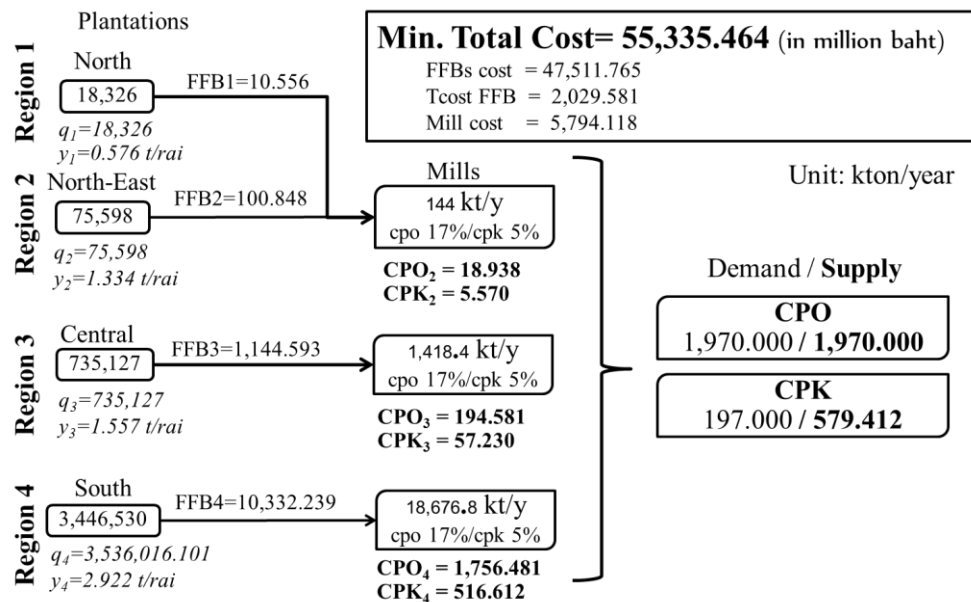 Plantations
Min. Total Cost= 55,335.464 (in million baht)
FFBs cost = 47,511.765
Tcost FFB = 2,029.581
Mill cost = 5,794.118
Unit: kton/year
Region 1
North
18,326
FFB1=10.556
q₁=18,326
y₁=0.576 t/rai
Region 2
North-East
75,598
FFB2=100.848
q₂=75,598
y₂=1.334 t/rai
Mills
144 kt/y
cpo 17%/cpk 5%
CPO₂ = 18.938
CPK₂ = 5.570
Region 3
Central
735,127
FFB3=1,144.593
q₃=735,127
y₃=1.557 t/rai
1,418.4 kt/y
cpo 17%/cpk 5%
CPO₃ = 194.581
CPK₃ = 57.230
Region 4
South
3,446,530
FFB4=10,332.239
q₄=3,536,016.101
y₄=2.922 t/rai
18,676.8 kt/y
cpo 17%/cpk 5%
CPO₄ = 1,756.481
CPK₄ = 516.612
Demand / Supply
CPO
1,970.000 / 1,970.000
CPK
197.000 / 579.412